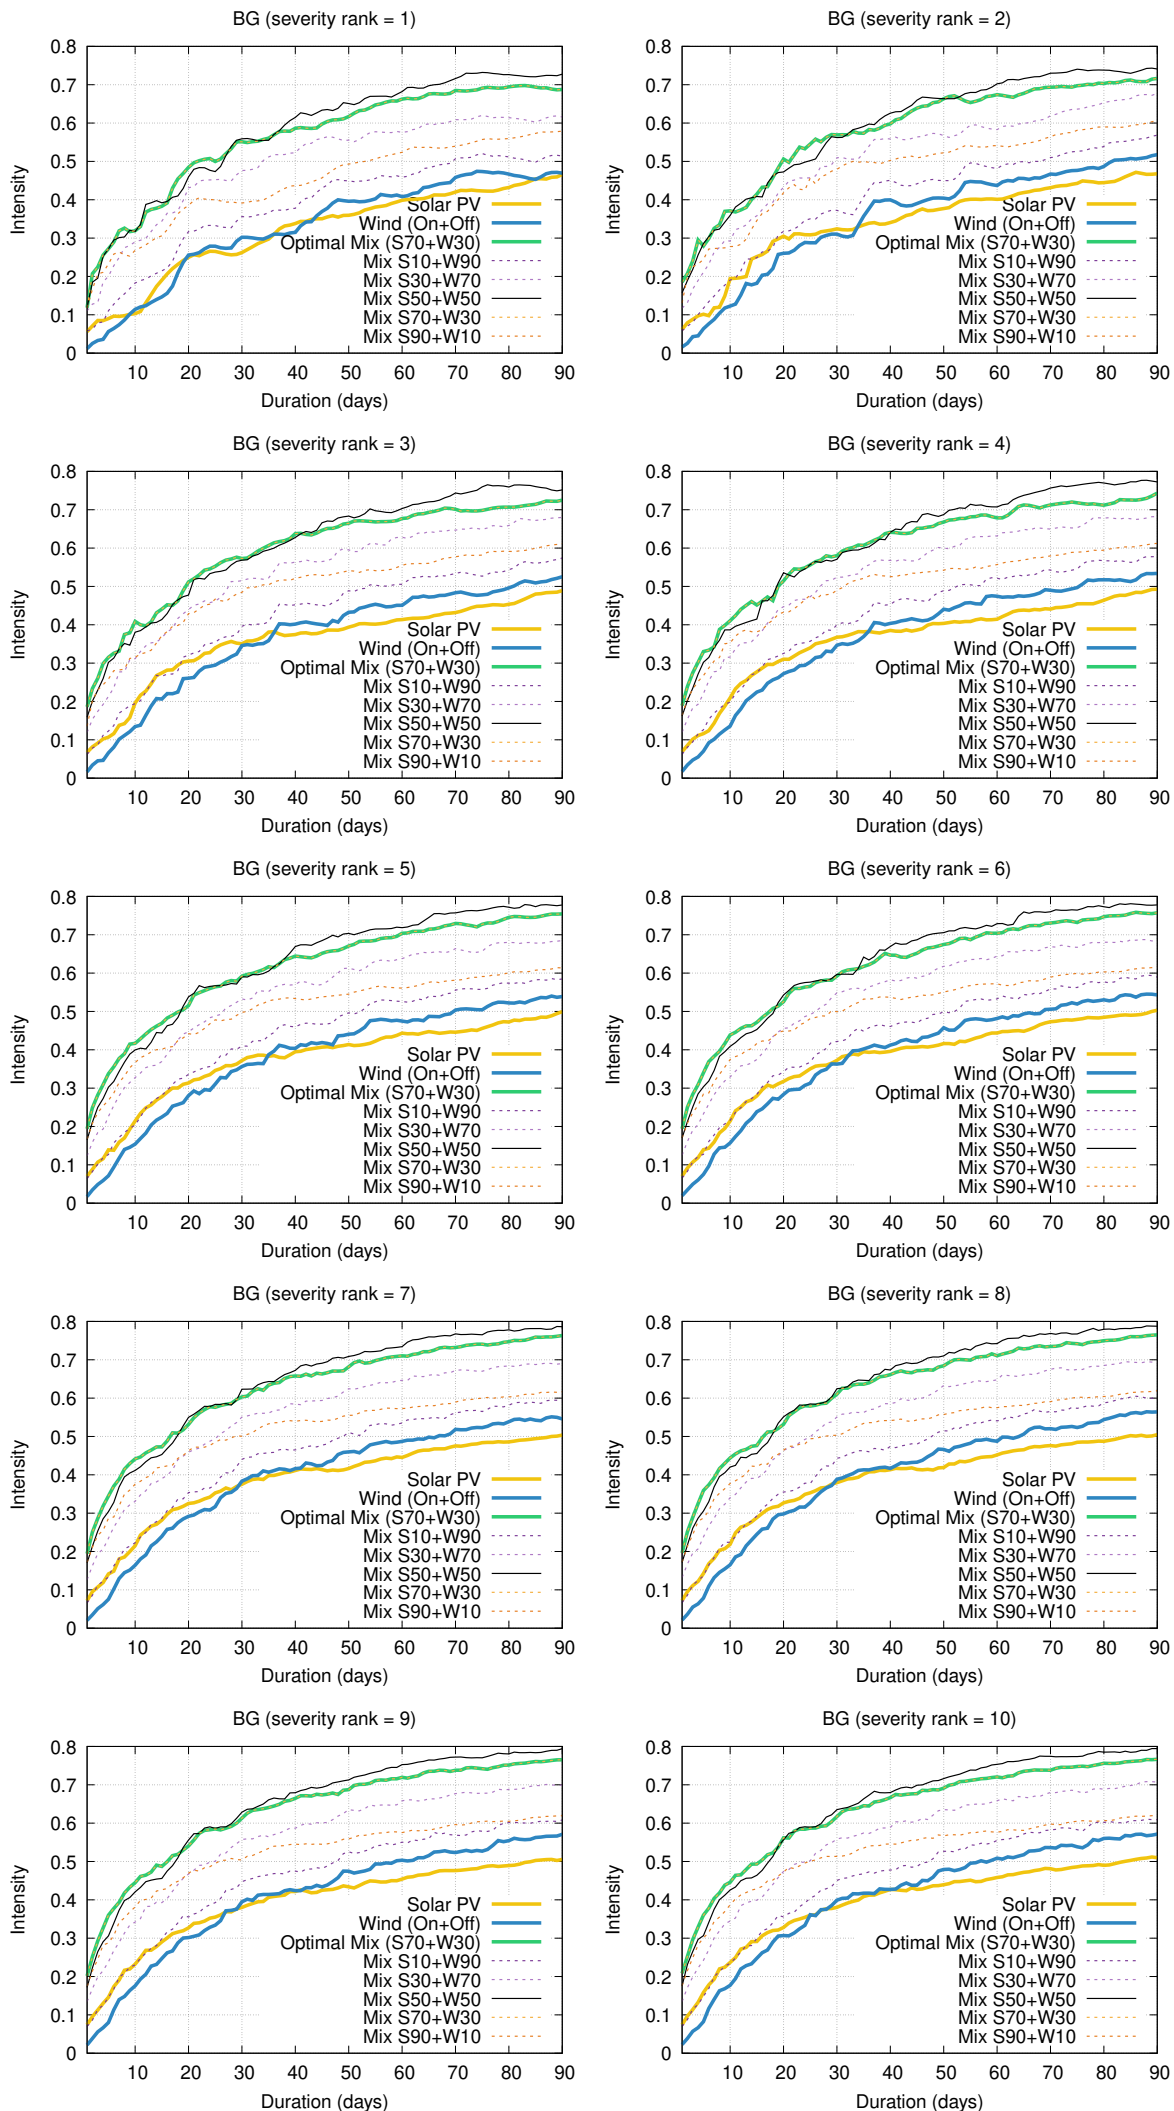 BG (severity rank = 1)
Intensity
0.8
0.7
0.6
0.5
0.4
0.3
0.2
0.1
0
Solar PV
Wind (On+Off)
Optimal Mix (S70+W30)
Mix S10+W90
Mix S30+W70
Mix S50+W50
Mix S70+W30
Mix S90+W10
10 20 30 40 50 60 70 80 90
Duration (days)
BG (severity rank = 2)
Intensity
0.8
0.7
0.6
0.5
0.4
0.3
0.2
0.1
0
Solar PV
Wind (On+Off)
Optimal Mix (S70+W30)
Mix S10+W90
Mix S30+W70
Mix S50+W50
Mix S70+W30
Mix S90+W10
10 20 30 40 50 60 70 80 90
Duration (days)
BG (severity rank = 3)
Intensity
0.8
0.7
0.6
0.5
0.4
0.3
0.2
0.1
0
Solar PV
Wind (On+Off)
Optimal Mix (S70+W30)
Mix S10+W90
Mix S30+W70
Mix S50+W50
Mix S70+W30
Mix S90+W10
10 20 30 40 50 60 70 80 90
Duration (days)
BG (severity rank = 4)
Intensity
0.8
0.7
0.6
0.5
0.4
0.3
0.2
0.1
0
Solar PV
Wind (On+Off)
Optimal Mix (S70+W30)
Mix S10+W90
Mix S30+W70
Mix S50+W50
Mix S70+W30
Mix S90+W10
10 20 30 40 50 60 70 80 90
Duration (days)
BG (severity rank = 5)
Intensity
0.8
0.7
0.6
0.5
0.4
0.3
0.2
0.1
0
Solar PV
Wind (On+Off)
Optimal Mix (S70+W30)
Mix S10+W90
Mix S30+W70
Mix S50+W50
Mix S70+W30
Mix S90+W10
10 20 30 40 50 60 70 80 90
Duration (days)
BG (severity rank = 6)
Intensity
0.8
0.7
0.6
0.5
0.4
0.3
0.2
0.1
0
Solar PV
Wind (On+Off)
Optimal Mix (S70+W30)
Mix S10+W90
Mix S30+W70
Mix S50+W50
Mix S70+W30
Mix S90+W10
10 20 30 40 50 60 70 80 90
Duration (days)
BG (severity rank = 7)
Intensity
0.8
0.7
0.6
0.5
0.4
0.3
0.2
0.1
0
Solar PV
Wind (On+Off)
Optimal Mix (S70+W30)
Mix S10+W90
Mix S30+W70
Mix S50+W50
Mix S70+W30
Mix S90+W10
10 20 30 40 50 60 70 80 90
Duration (days)
BG (severity rank = 8)
Intensity
0.8
0.7
0.6
0.5
0.4
0.3
0.2
0.1
0
Solar PV
Wind (On+Off)
Optimal Mix (S70+W30)
Mix S10+W90
Mix S30+W70
Mix S50+W50
Mix S70+W30
Mix S90+W10
10 20 30 40 50 60 70 80 90
Duration (days)
BG (severity rank = 9)
Intensity
0.8
0.7
0.6
0.5
0.4
0.3
0.2
0.1
0
Solar PV
Wind (On+Off)
Optimal Mix (S70+W30)
Mix S10+W90
Mix S30+W70
Mix S50+W50
Mix S70+W30
Mix S90+W10
10 20 30 40 50 60 70 80 90
Duration (days)
BG (severity rank = 10)
Intensity
0.8
0.7
0.6
0.5
0.4
0.3
0.2
0.1
0
Solar PV
Wind (On+Off)
Optimal Mix (S70+W30)
Mix S10+W90
Mix S30+W70
Mix S50+W50
Mix S70+W30
Mix S90+W10
10 20 30 40 50 60 70 80 90
Duration (days)